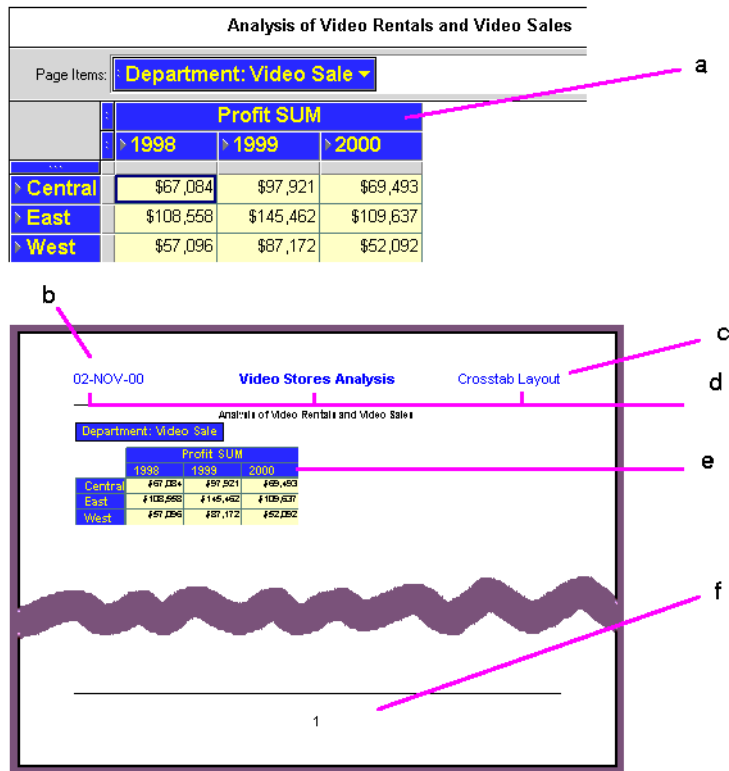 Analysis of Video Rentals and Video Sales
Page Items: Department: Video Sale
a
Profit SUM
1998 1999 2000
Central $67,084 $97,921 $69,493
East $108,558 $145,462 $109,637
West $57,096 $87,172 $52,092
b
c
02-NOV-00 Video Stores Analysis Crosstab Layout
d
Analysis of Video Rentals and Video Sales
Department: Video Sale
Profit SUM
e
1998 1999 2000
Central $67,084 $97,921 $69,493
East $108,558 $145,462 $109,637
West $57,096 $87,172 $52,092
f
1